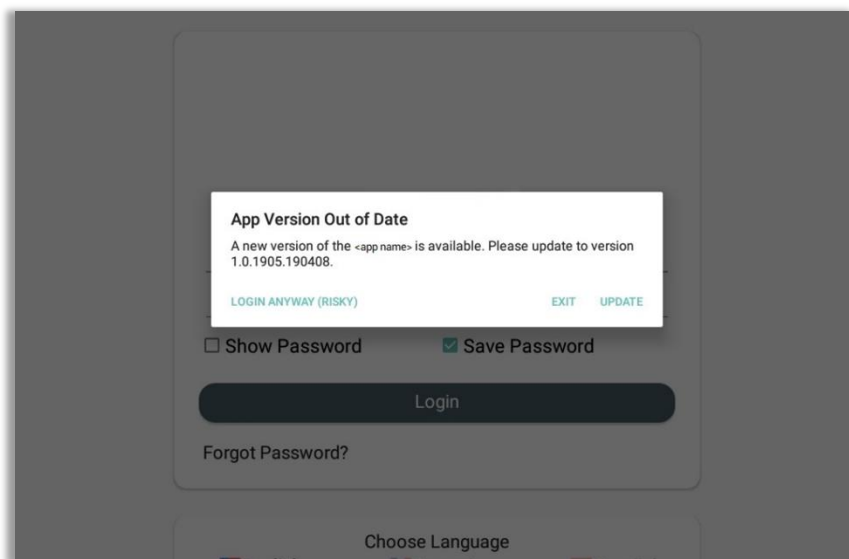 App Version Out of Date
A new version of the <app name> is available. Please update to version
1.0.1905.190408.
LOGIN ANYWAY (RISKY) EXIT UPDATE
Show Password Save Password
Login
Forgot Password?
Choose Language